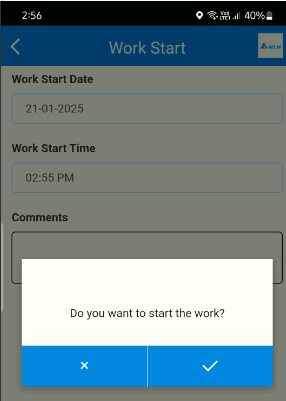 2:56
40%
Work Start
Work Start Date
21-01-2025
Work Start Time
02:55 PM
Comments
Do you want to start the work?